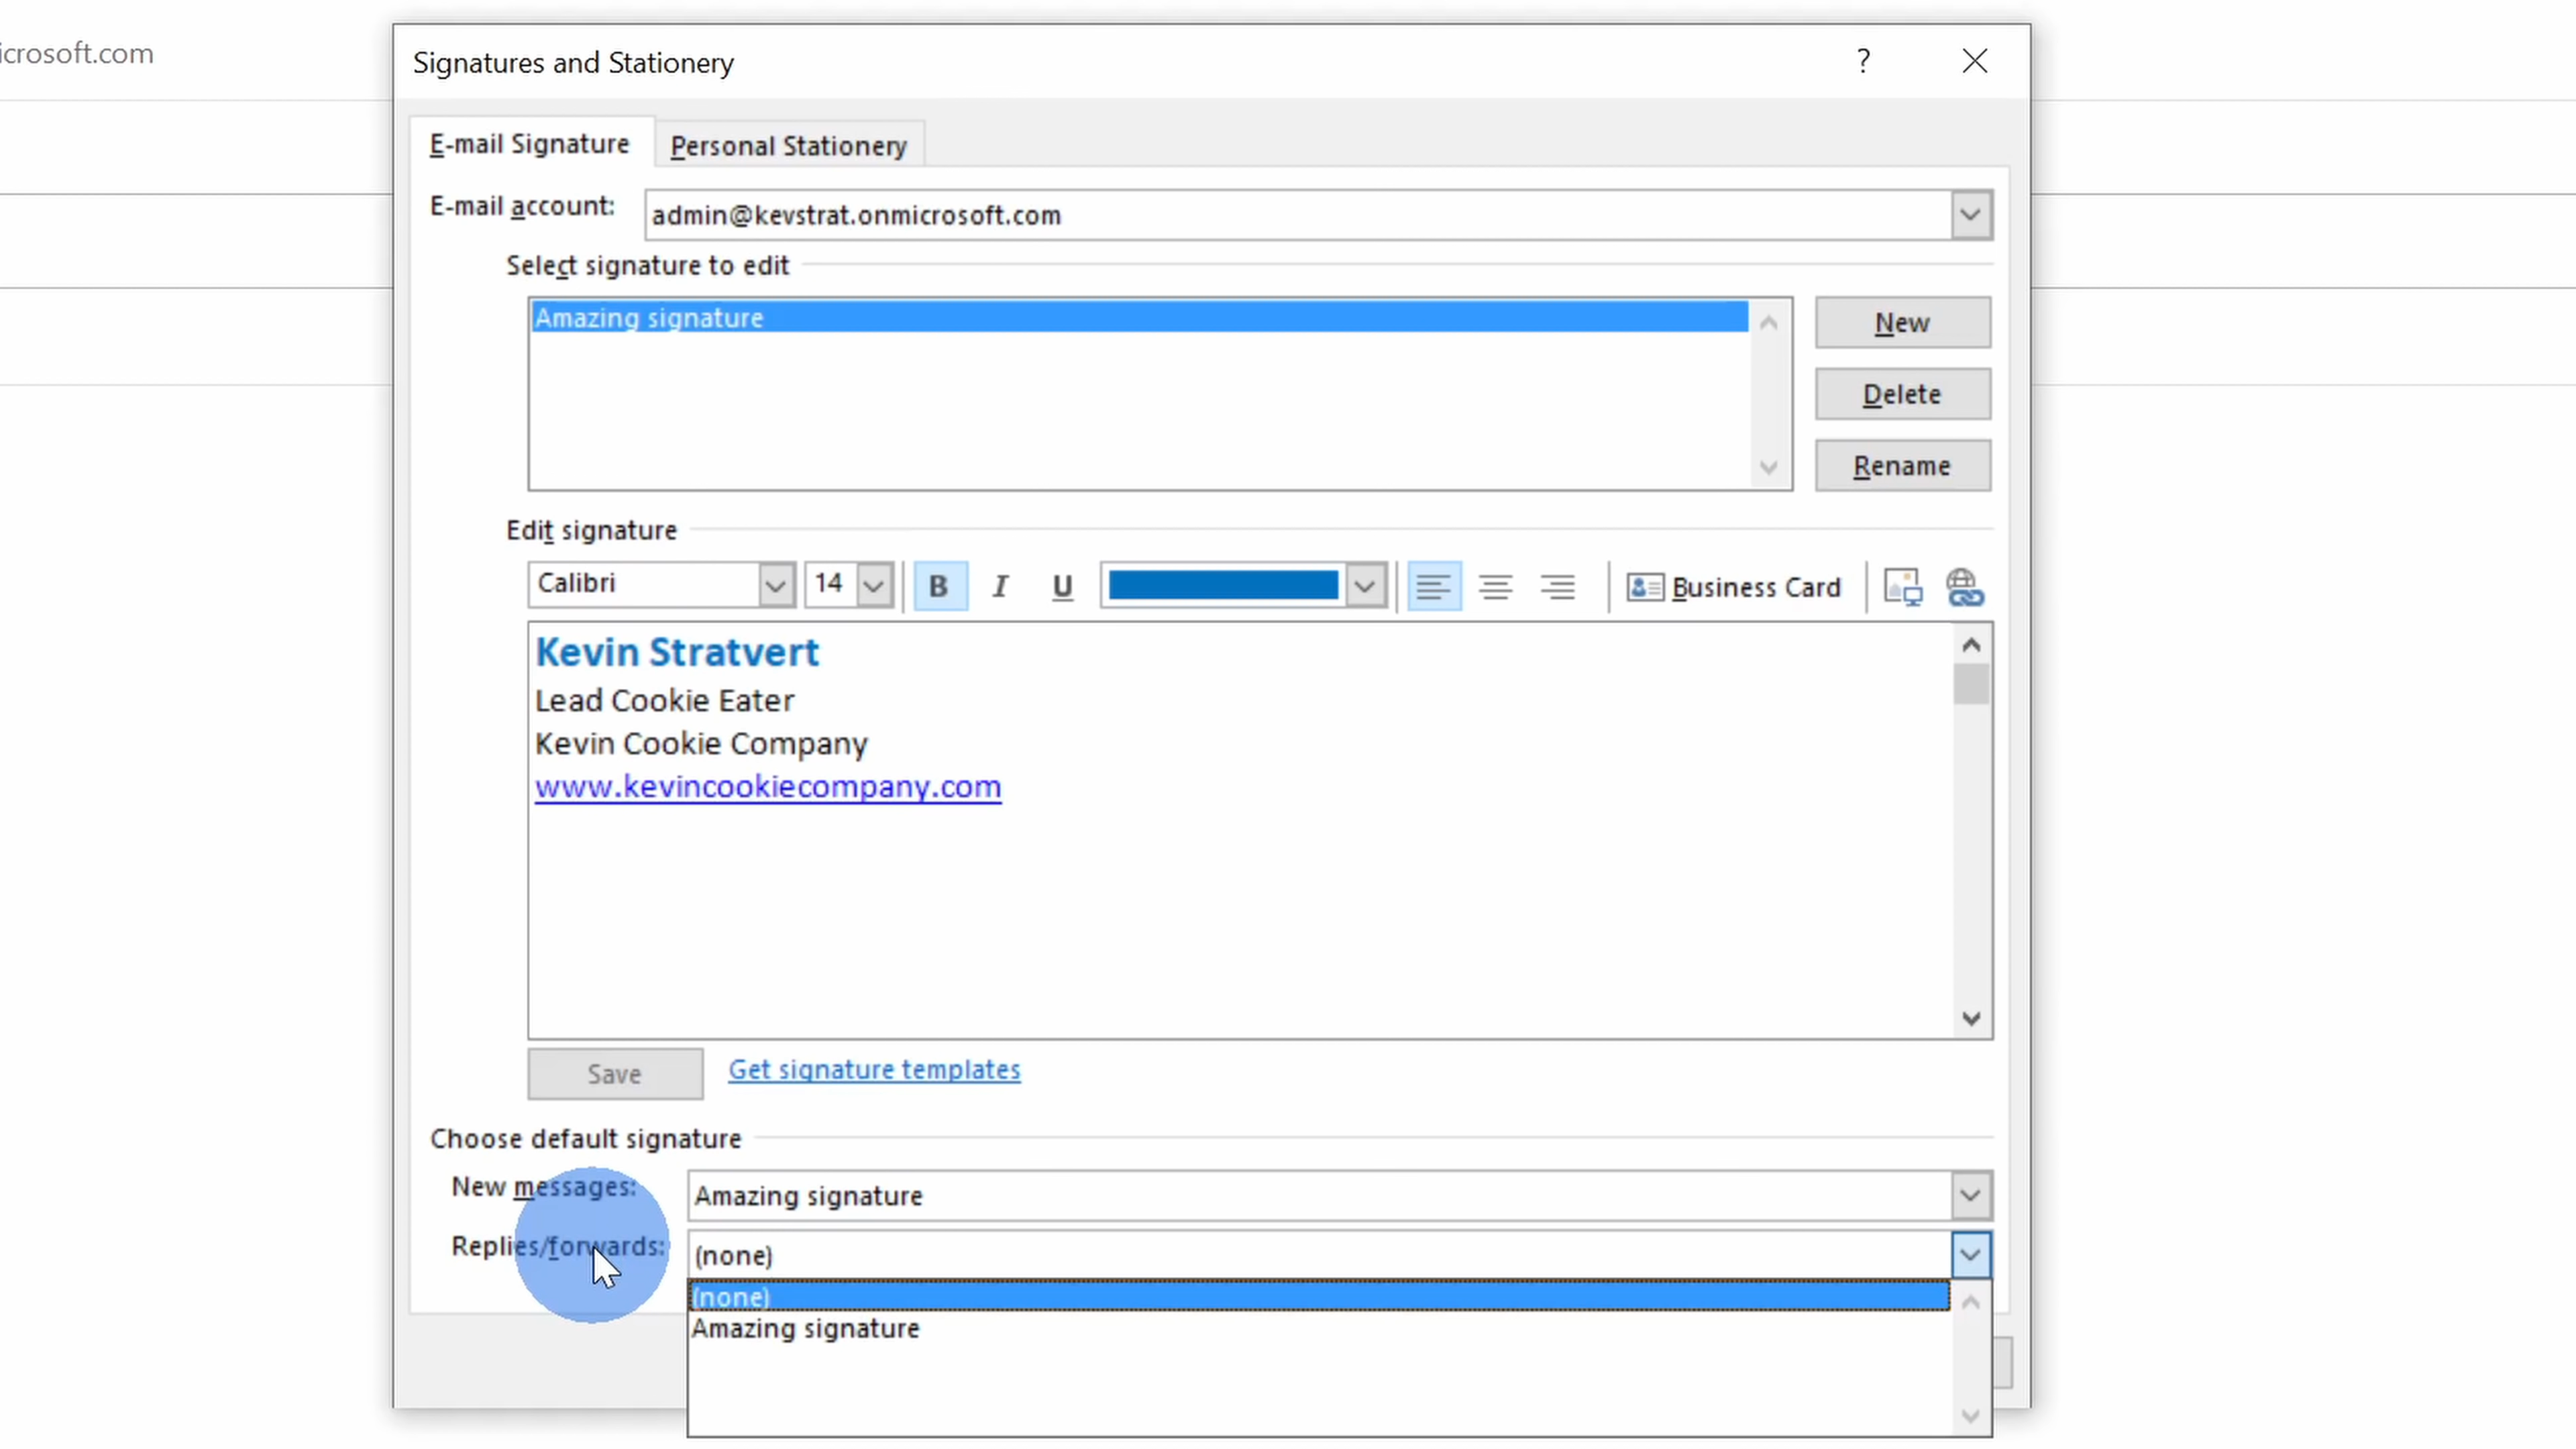 icrosoft.com
Signatures and Stationery
?
E-mail Signature
Personal Stationery
E-mail account:
admin@kevstrat.onmicrosoft.com
Select signature to edit
Amazing signature
New
Delete
Rename
Edit signature
Calibri
14
B I U
Business Card
Kevin Stratvert
Lead Cookie Eater
Kevin Cookie Company
www.kevincookiecompany.com
Save
Get signature templates
Choose default signature
New messages:
Amazing signature
Replies/forwards:
(none)
(none)
Amazing signature